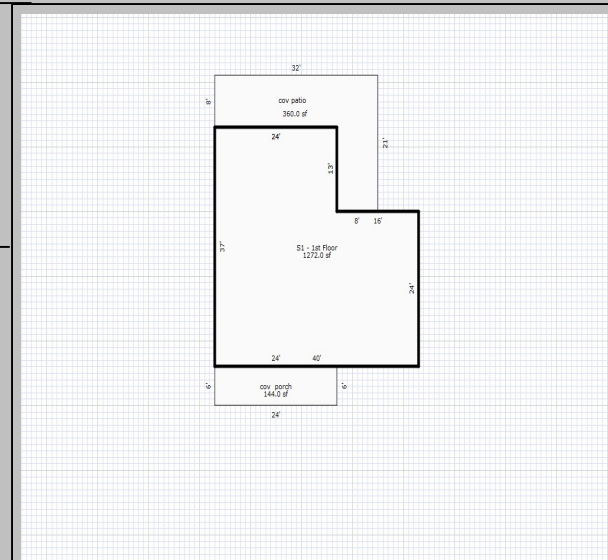 32'
8'
cov patio
360.0 sf
24'
21'
13'
8' 16'
37'
S1 - 1st Floor
1272.0 sf
24'
24' 40'
6'
cov porch
144.0 sf
6'
24'